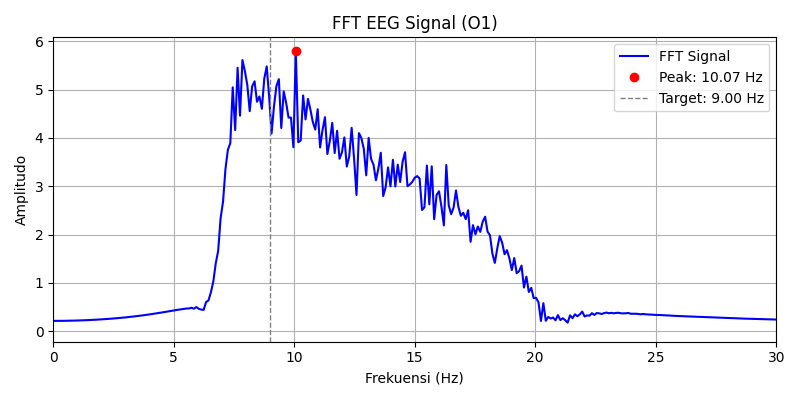 FFT EEG Signal (O1)
FFT Signal
Peak: 10.07 Hz
Target: 9.00 Hz
Amplitudo
6
5
4
3
2
1
0
0 5 10 15 20 25 30
Frekuensi (Hz)